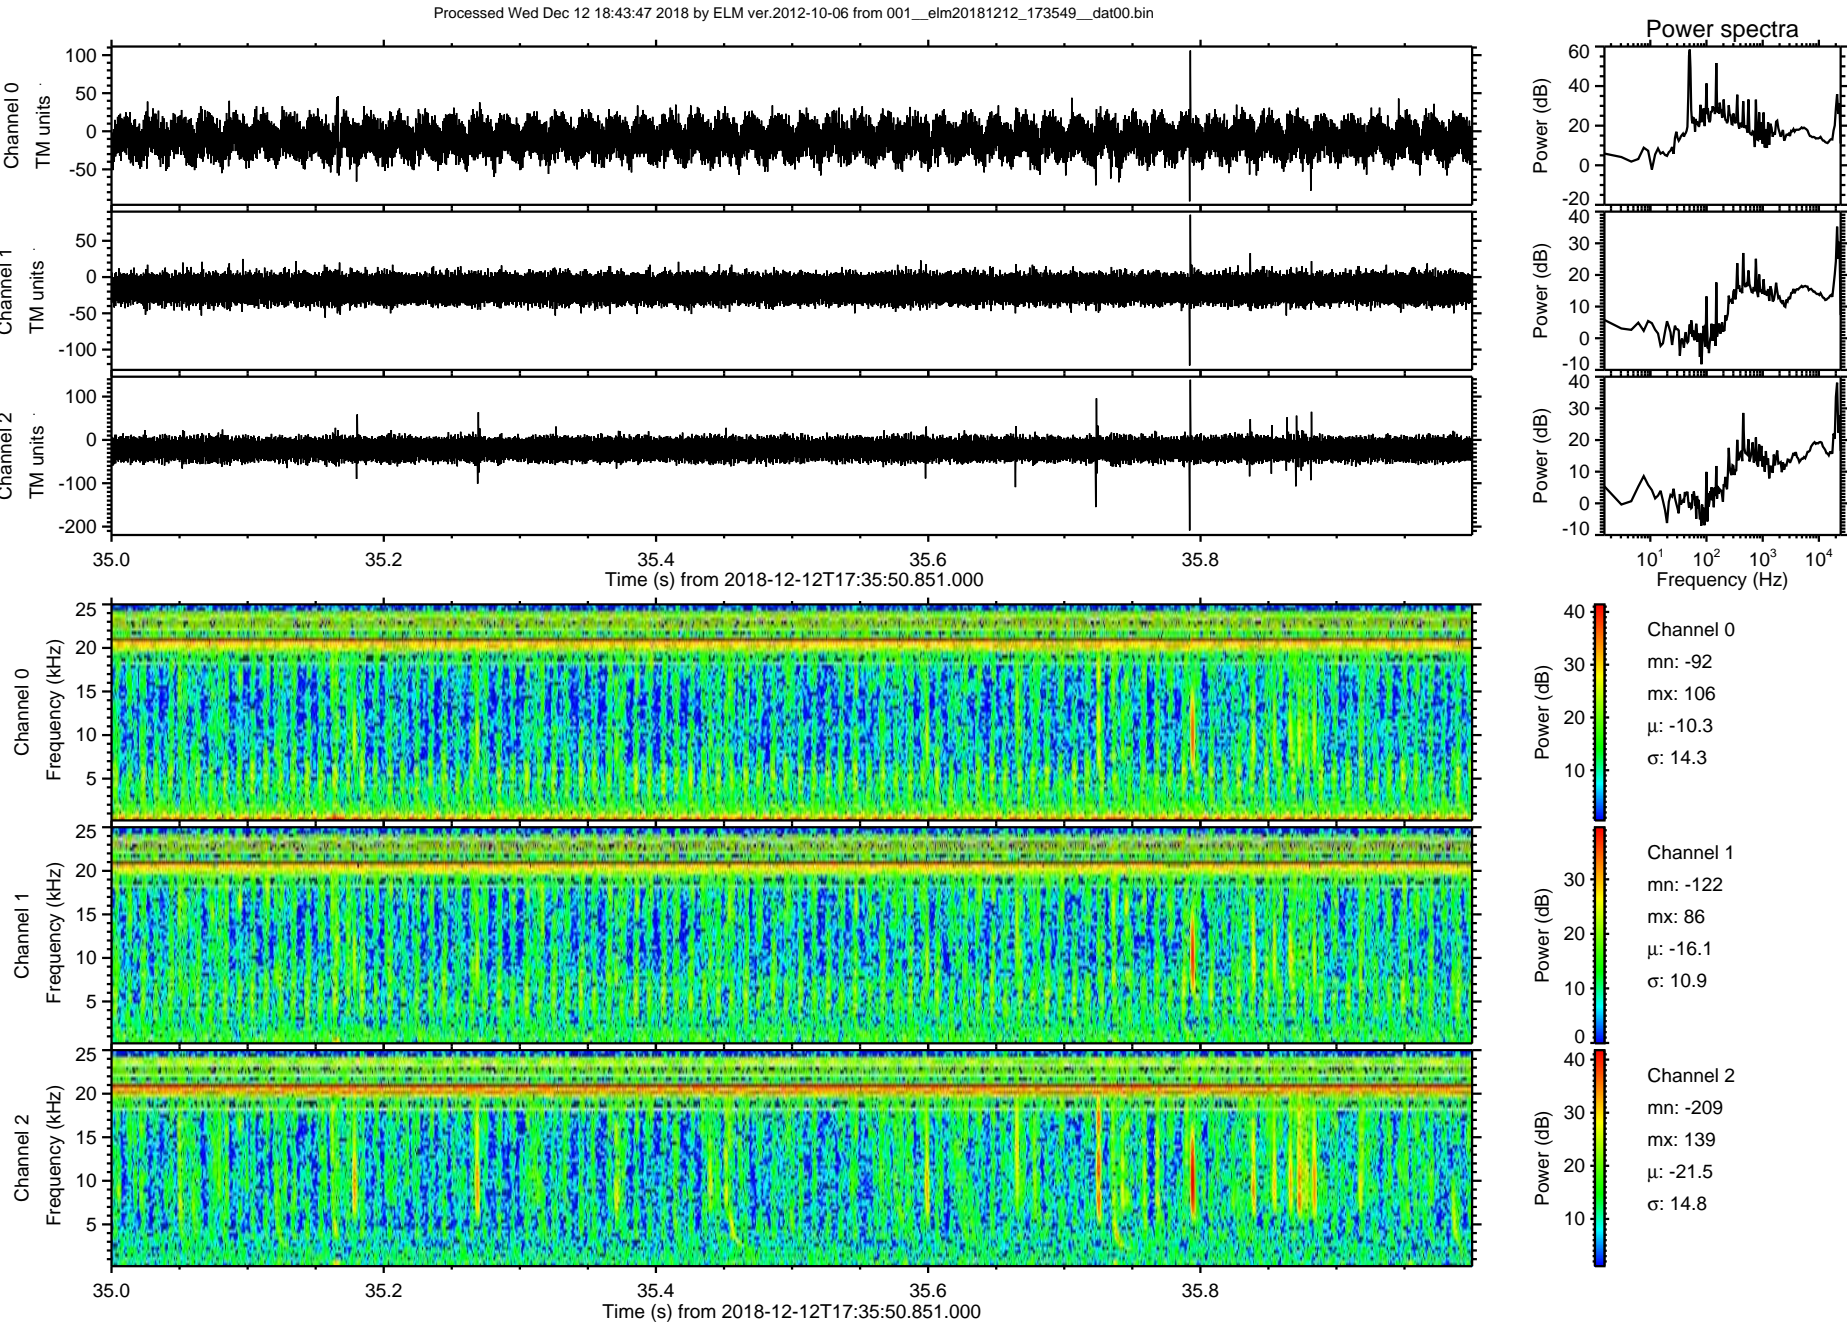 Processed Wed Dec 12 18:43:47 2018 by ELM ver.2012-10-06 from 001__elm20181212_173549__dat00.bin
Power spectra
Channel 0
TM units
100
50
0
-50
Power (dB)
60
40
20
0
-20
Channel 1
TM units
50
0
-50
-100
Power (dB)
40
30
20
10
0
-10
Channel 2
TM units
100
0
-100
-200
Power (dB)
40
30
20
10
0
-10
35.0 35.2 35.4 35.6 35.8
Time (s) from 2018-12-12T17:35:50.851.000
10¹ 10² 10³ 10⁴
Frequency (Hz)
Channel 0
Frequency (kHz)
25
20
15
10
5
Power (dB)
40
30
20
10
Channel 0
mn: -92
mx: 106
μ: -10.3
σ: 14.3
Channel 1
Frequency (kHz)
25
20
15
10
5
Power (dB)
30
20
10
0
Channel 1
mn: -122
mx: 86
μ: -16.1
σ: 10.9
Channel 2
Frequency (kHz)
25
20
15
10
5
Power (dB)
40
30
20
10
Channel 2
mn: -209
mx: 139
μ: -21.5
σ: 14.8
35.0 35.2 35.4 35.6 35.8
Time (s) from 2018-12-12T17:35:50.851.000